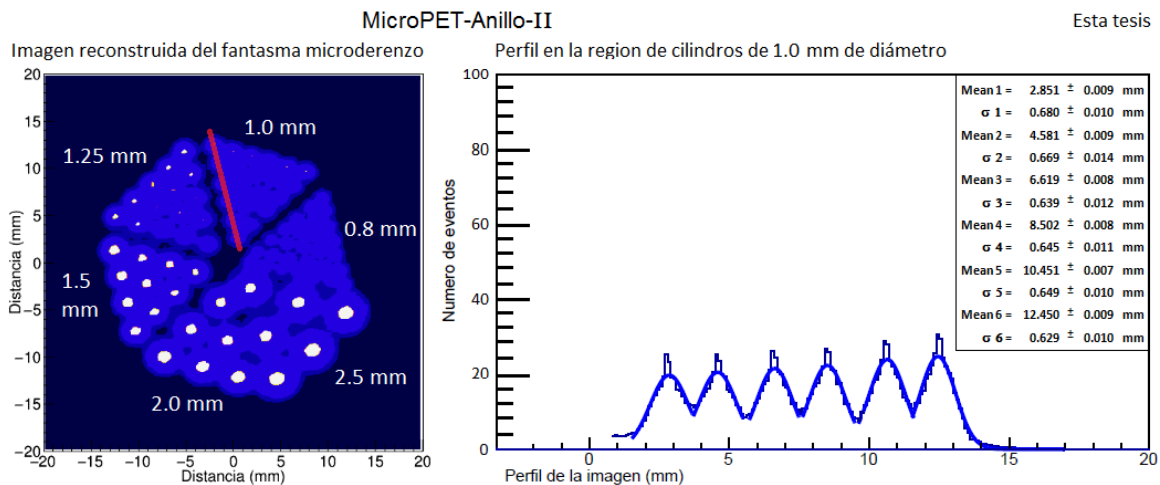 MicroPET-Anillo-II
Esta tesis
Imagen reconstruida del fantasma microderenzo
20
15
10
5
0
−5
−10
−15
−20
Distancia (mm)
1.0 mm
1.25 mm
0.8 mm
1.5
mm
2.5 mm
2.0 mm
−20 −15 −10 −5 0 5 10 15 20
Distancia (mm)
Perfil en la region de cilindros de 1.0 mm de diámetro
100
80
60
40
20
0
Numero de eventos
Mean 1 = 2.851 ± 0.009 mm
σ 1 = 0.680 ± 0.010 mm
Mean 2 = 4.581 ± 0.009 mm
σ 2 = 0.669 ± 0.014 mm
Mean 3 = 6.619 ± 0.008 mm
σ 3 = 0.639 ± 0.012 mm
Mean 4 = 8.502 ± 0.008 mm
σ 4 = 0.645 ± 0.011 mm
Mean 5 = 10.451 ± 0.007 mm
σ 5 = 0.649 ± 0.010 mm
Mean 6 = 12.450 ± 0.009 mm
σ 6 = 0.629 ± 0.010 mm
0 5 10 15 20
Perfil de la imagen (mm)